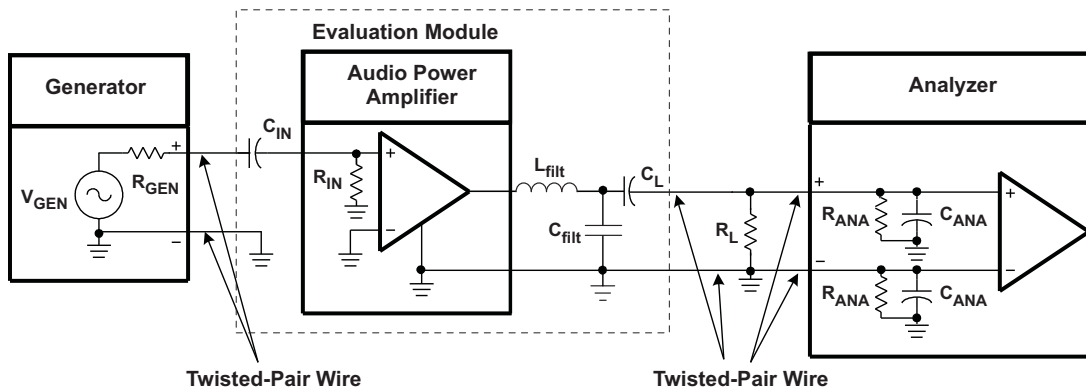 Evaluation Module
Generator
Audio Power
Amplifier
Analyzer
C_IN
+
R_GEN
V_GEN
−
R_IN
+
−
L_filt
C_L
C_filt
R_L
+
R_ANA
C_ANA
+
−
R_ANA
C_ANA
−
Twisted-Pair Wire
Twisted-Pair Wire